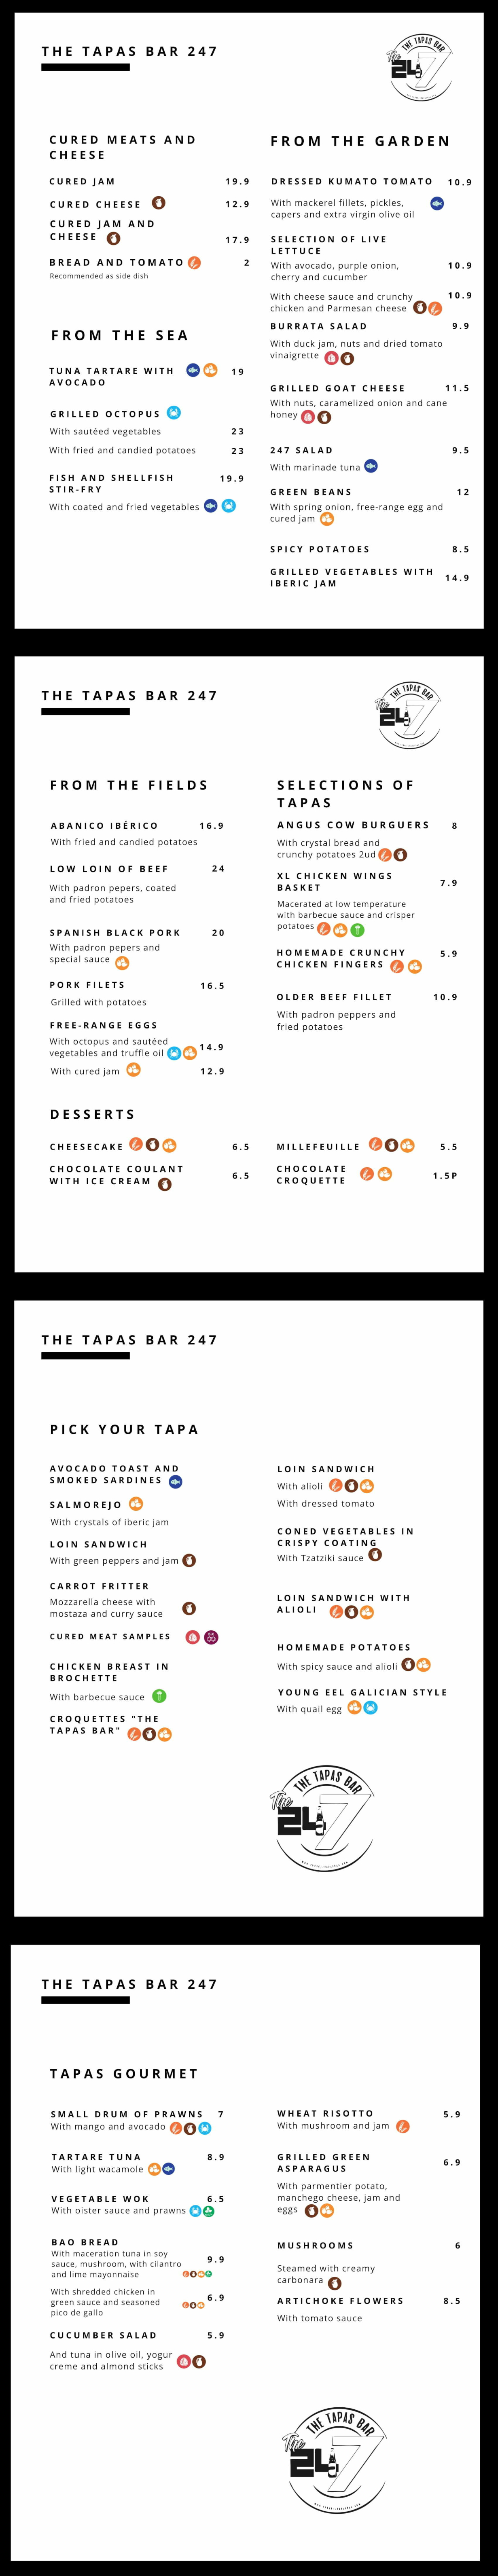 THE TAPAS BAR 247
THE TAPAS BAR
The
247
CURED MEATS AND
CHEESE
CURED JAM 19.9
CURED CHEESE 12.9
CURED JAM AND
CHEESE 17.9
BREAD AND TOMATO 2
Recommended as side dish
FROM THE SEA
TUNA TARTARE WITH 19
AVOCADO
GRILLED OCTOPUS
With sautéed vegetables 23
With fried and candied potatoes 23
FISH AND SHELLFISH 19.9
STIR-FRY
With coated and fried vegetables
FROM THE GARDEN
DRESSED KUMATO TOMATO 10.9
With mackerel fillets, pickles,
capers and extra virgin olive oil
SELECTION OF LIVE
LETTUCE
With avocado, purple onion, 10.9
cherry and cucumber
With cheese sauce and crunchy 10.9
chicken and Parmesan cheese
BURRATA SALAD 9.9
With duck jam, nuts and dried tomato
vinaigrette
GRILLED GOAT CHEESE 11.5
With nuts, caramelized onion and cane
honey
247 SALAD 9.5
With marinade tuna
GREEN BEANS 12
With spring onion, free-range egg and
cured jam
SPICY POTATOES 8.5
GRILLED VEGETABLES WITH 14.9
IBERIC JAM
THE TAPAS BAR 247
THE TAPAS BAR
The
247
FROM THE FIELDS
ABANICO IBÉRICO 16.9
With fried and candied potatoes
LOW LOIN OF BEEF 24
With padron pepers, coated
and fried potatoes
SPANISH BLACK PORK 20
With padron pepers and
special sauce
PORK FILETS 16.5
Grilled with potatoes
FREE-RANGE EGGS
With octopus and sautéed 14.9
vegetables and truffle oil
With cured jam 12.9
SELECTIONS OF
TAPAS
ANGUS COW BURGUERS 8
With crystal bread and
crunchy potatoes 2ud
XL CHICKEN WINGS 7.9
BASKET
Macerated at low temperature
with barbecue sauce and crisper
potatoes
HOMEMADE CRUNCHY 5.9
CHICKEN FINGERS
OLDER BEEF FILLET 10.9
With padron peppers and
fried potatoes
DESSERTS
CHEESECAKE 6.5
CHOCOLATE COULANT 6.5
WITH ICE CREAM
MILLEFEUILLE 5.5
CHOCOLATE 1.5P
CROQUETTE
THE TAPAS BAR 247
PICK YOUR TAPA
AVOCADO TOAST AND
SMOKED SARDINES
SALMOREJO
With crystals of iberic jam
LOIN SANDWICH
With green peppers and jam
CARROT FRITTER
Mozzarella cheese with
mostaza and curry sauce
CURED MEAT SAMPLES
CHICKEN BREAST IN
BROCHETTE
With barbecue sauce
CROQUETTES "THE
TAPAS BAR"
LOIN SANDWICH
With alioli
With dressed tomato
CONED VEGETABLES IN
CRISPY COATING
With Tzatziki sauce
LOIN SANDWICH WITH
ALIOLI
HOMEMADE POTATOES
With spicy sauce and alioli
YOUNG EEL GALICIAN STYLE
With quail egg
THE TAPAS BAR
The
247
THE TAPAS BAR 247
TAPAS GOURMET
SMALL DRUM OF PRAWNS 7
With mango and avocado
TARTARE TUNA 8.9
With light wacamole
VEGETABLE WOK 6.5
With oister sauce and prawns
BAO BREAD
With maceration tuna in soy
sauce, mushroom, with cilantro 9.9
and lime mayonnaise
With shredded chicken in
green sauce and seasoned 6.9
pico de gallo
CUCUMBER SALAD 5.9
And tuna in olive oil, yogur
creme and almond sticks
WHEAT RISOTTO 5.9
With mushroom and jam
GRILLED GREEN 6.9
ASPARAGUS
With parmentier potato,
manchego cheese, jam and
eggs
MUSHROOMS 6
Steamed with creamy
carbonara
ARTICHOKE FLOWERS 8.5
With tomato sauce
THE TAPAS BAR
The
247